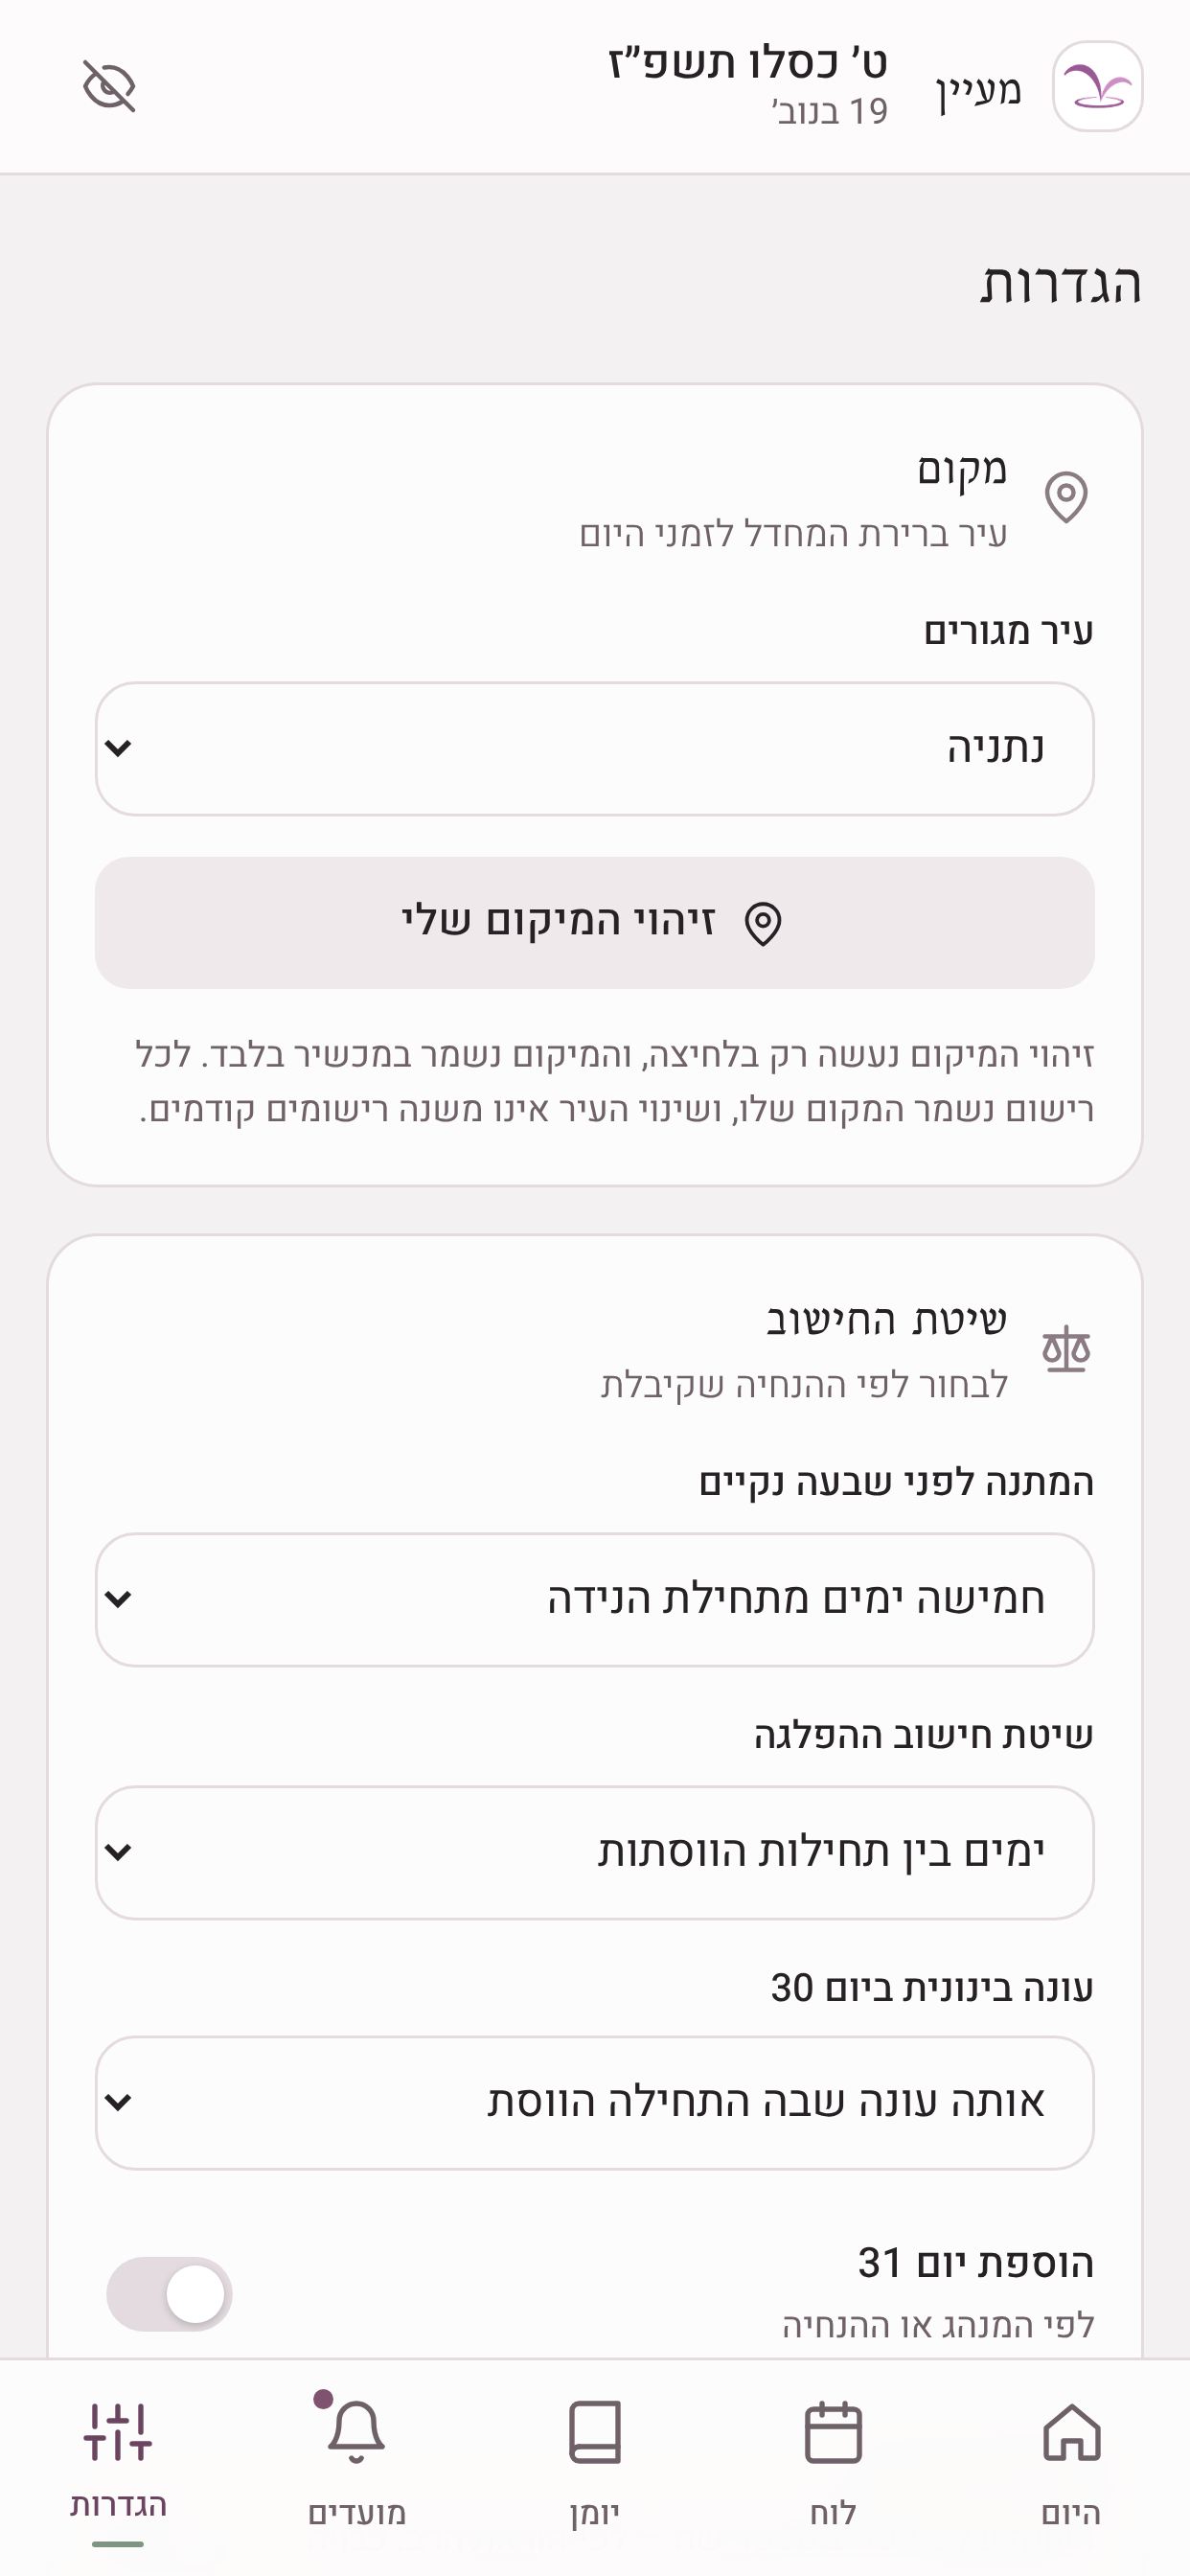 מעיין
ט׳ כסלו תשפ״ז
19 בנוב׳
הגדרות
מקום
עיר ברירת המחדל לזמני היום
עיר מגורים
נתניה
זיהוי המיקום שלי
זיהוי המיקום נעשה רק בלחיצה, והמיקום נשמר במכשיר בלבד. לכל
רישום נשמר המקום שלו, ושינוי העיר אינו משנה רישומים קודמים.
שיטת החישוב
לבחור לפי ההנחיה שקיבלת
המתנה לפני שבעה נקיים
חמישה ימים מתחילת הנידה
שיטת חישוב ההפלגה
ימים בין תחילות הווסתות
עונה בינונית ביום 30
אותה עונה שבה התחילה הווסת
הוספת יום 31
לפי המנהג או ההנחיה
היום
לוח
יומן
מועדים
הגדרות